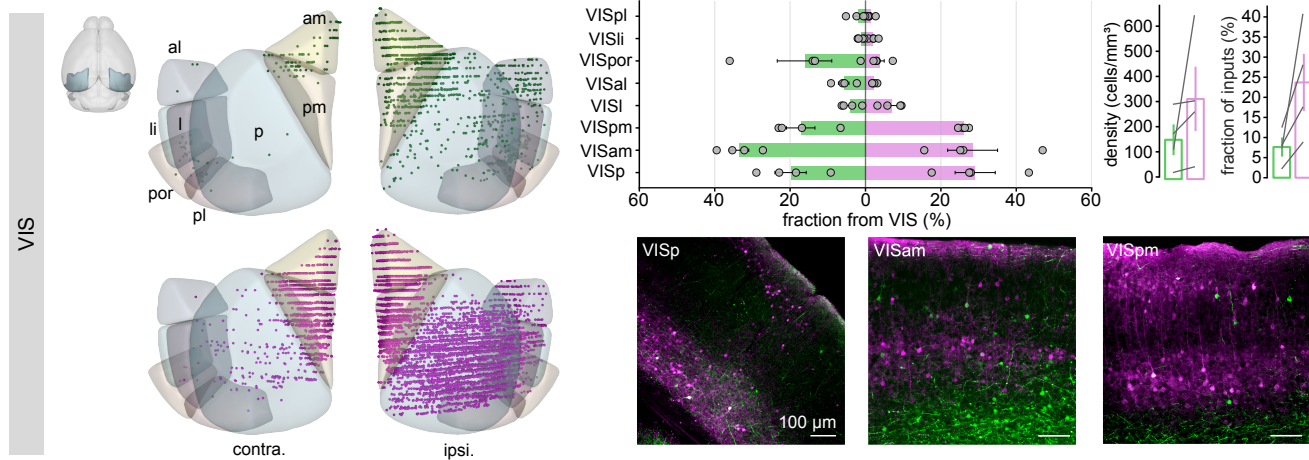 VIS
al
am
pm
li
l
p
por
pl
contra.
ipsi.
VISpl
VISli
VISpor
VISal
VISl
VISpm
VISam
VISp
60
40
20
0
20
40
60
fraction from VIS (%)
density (cells/mm³)
600
500
400
300
200
100
0
fraction of inputs (%)
40
35
30
25
20
15
10
5
0
VISp
100 µm
VISam
VISpm